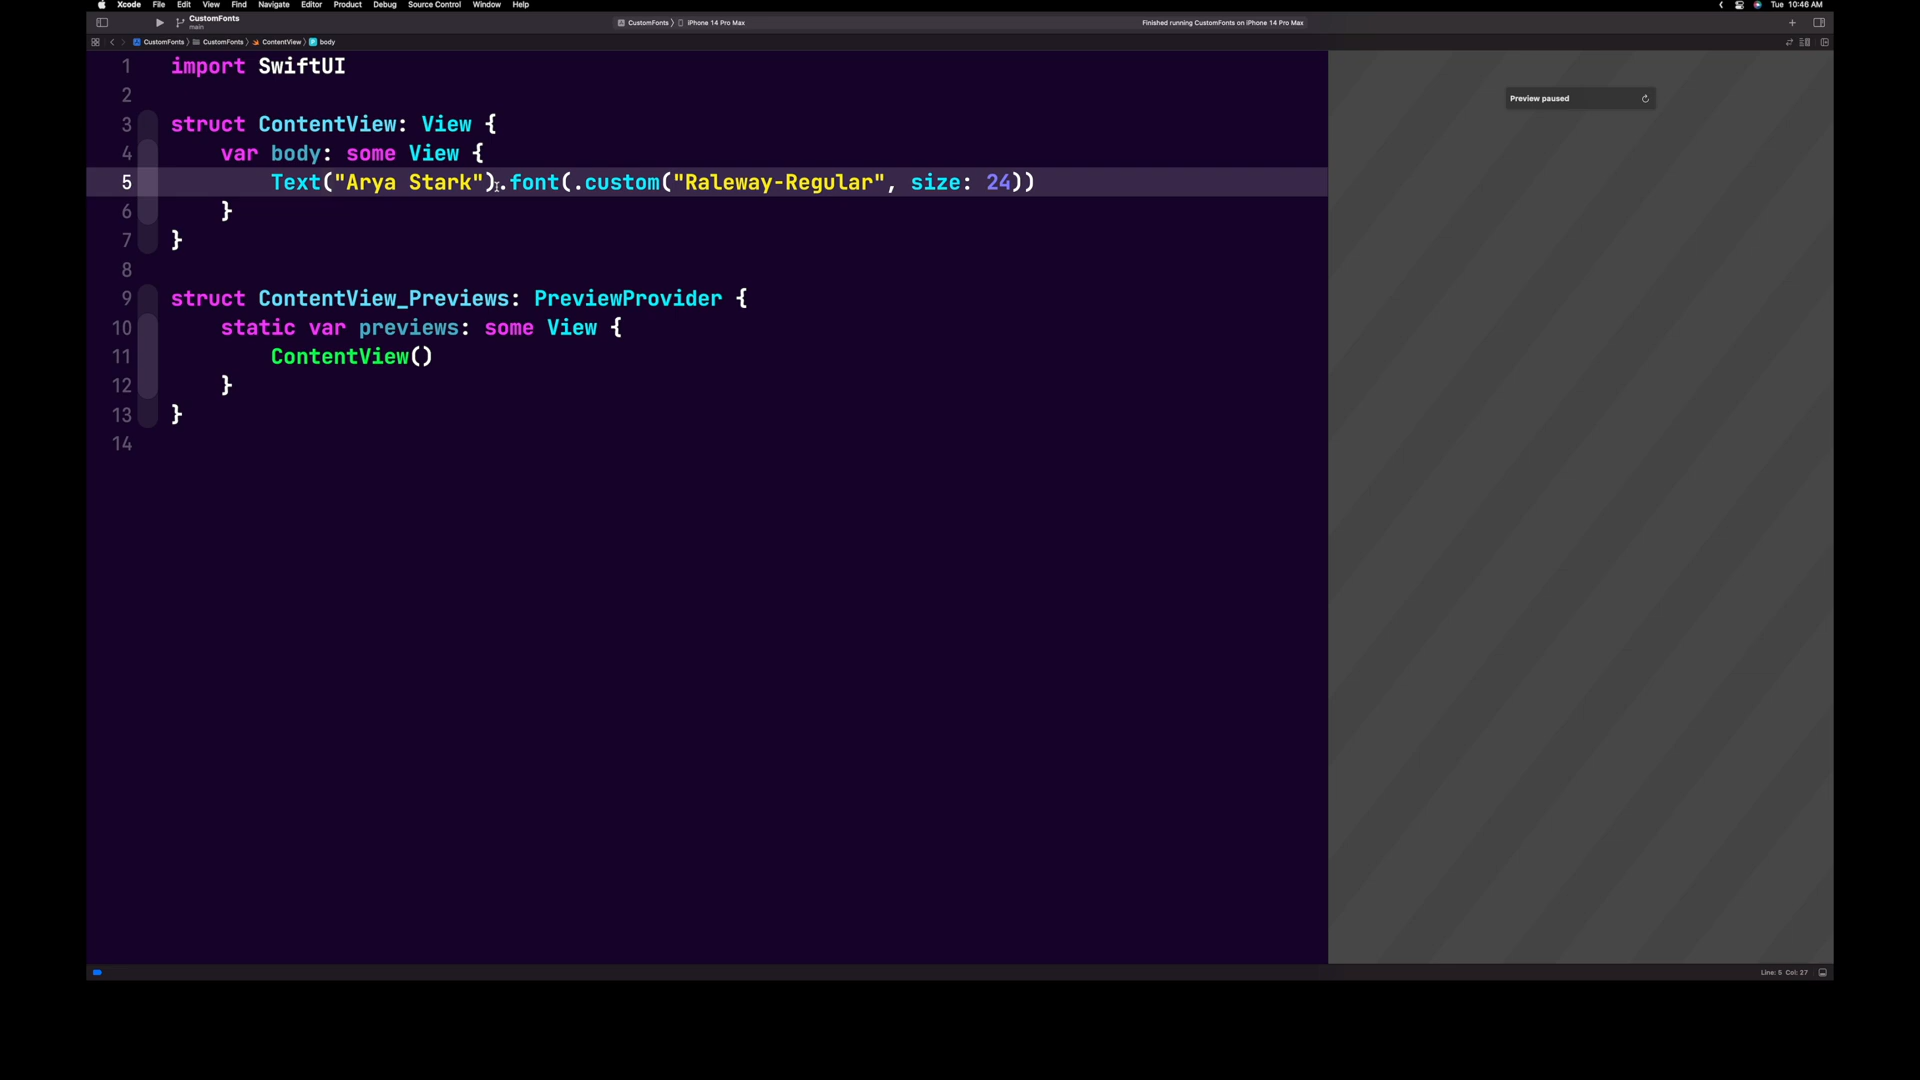 Xcode File Edit View Find Navigate Editor Product Debug Source Control Window Help Tue 10:46 AM
CustomFonts
main
CustomFonts iPhone 14 Pro Max
Finished running CustomFonts on iPhone 14 Pro Max
CustomFonts CustomFonts ContentView body
1 import SwiftUI
2
3 struct ContentView: View {
4 var body: some View {
5 Text("Arya Stark").font(.custom("Raleway-Regular", size: 24))
6 }
7 }
8
9 struct ContentView_Previews: PreviewProvider {
10 static var previews: some View {
11 ContentView()
12 }
13 }
14
Preview paused
Line: 5 Col: 27